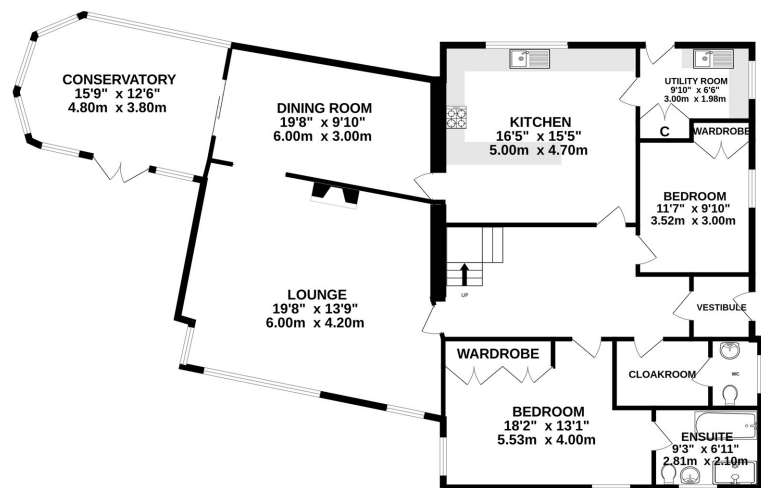 CONSERVATORY
15'9" x 12'6"
4.80m x 3.80m
DINING ROOM
19'8" x 9'10"
6.00m x 3.00m
KITCHEN
16'5" x 15'5"
5.00m x 4.70m
UTILITY ROOM
9'10" x 6'6"
3.00m x 1.98m
C
WARDROBE
BEDROOM
11'7" x 9'10"
3.52m x 3.00m
LOUNGE
19'8" x 13'9"
6.00m x 4.20m
UP
VESTIBULE
WARDROBE
CLOAKROOM
WC
BEDROOM
18'2" x 13'1"
5.53m x 4.00m
ENSUITE
9'3" x 6'11"
2.81m x 2.10m